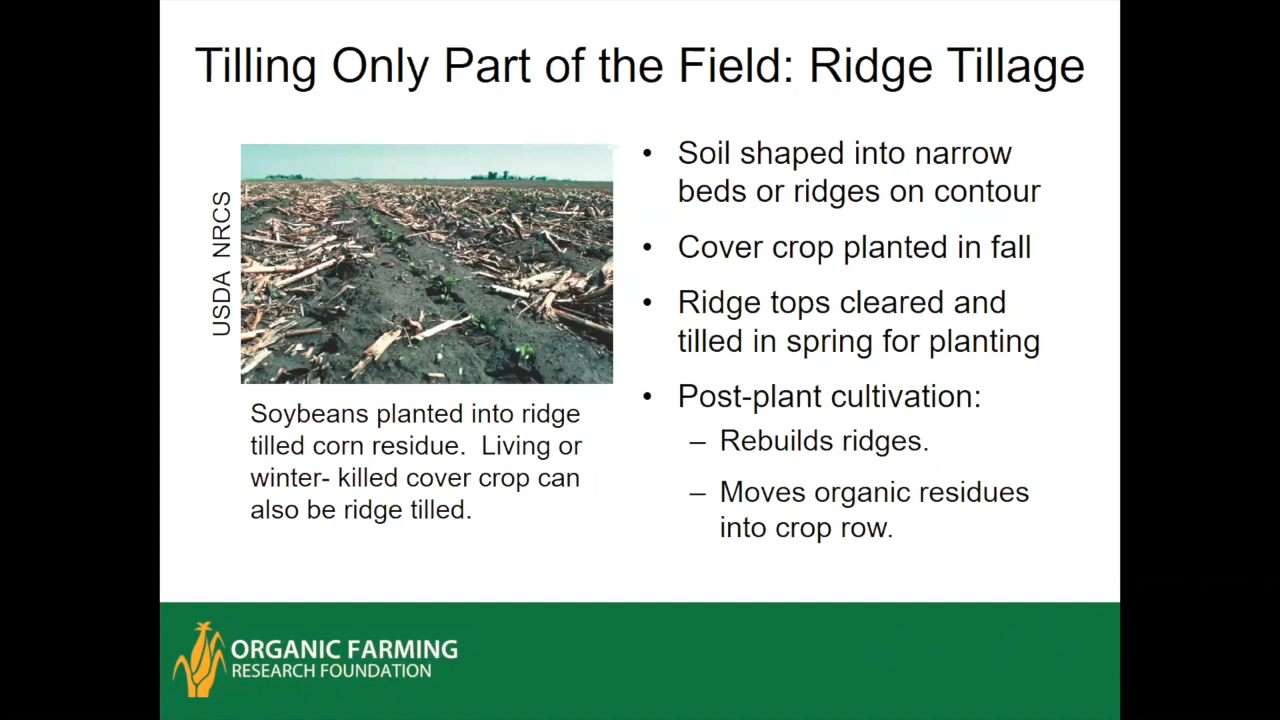 Tilling Only Part of the Field: Ridge Tillage
USDA NRCS
Soybeans planted into ridge
tilled corn residue. Living or
winter- killed cover crop can
also be ridge tilled.
• Soil shaped into narrow
beds or ridges on contour
• Cover crop planted in fall
• Ridge tops cleared and
tilled in spring for planting
• Post-plant cultivation:
– Rebuilds ridges.
– Moves organic residues
into crop row.
ORGANIC FARMING
RESEARCH FOUNDATION